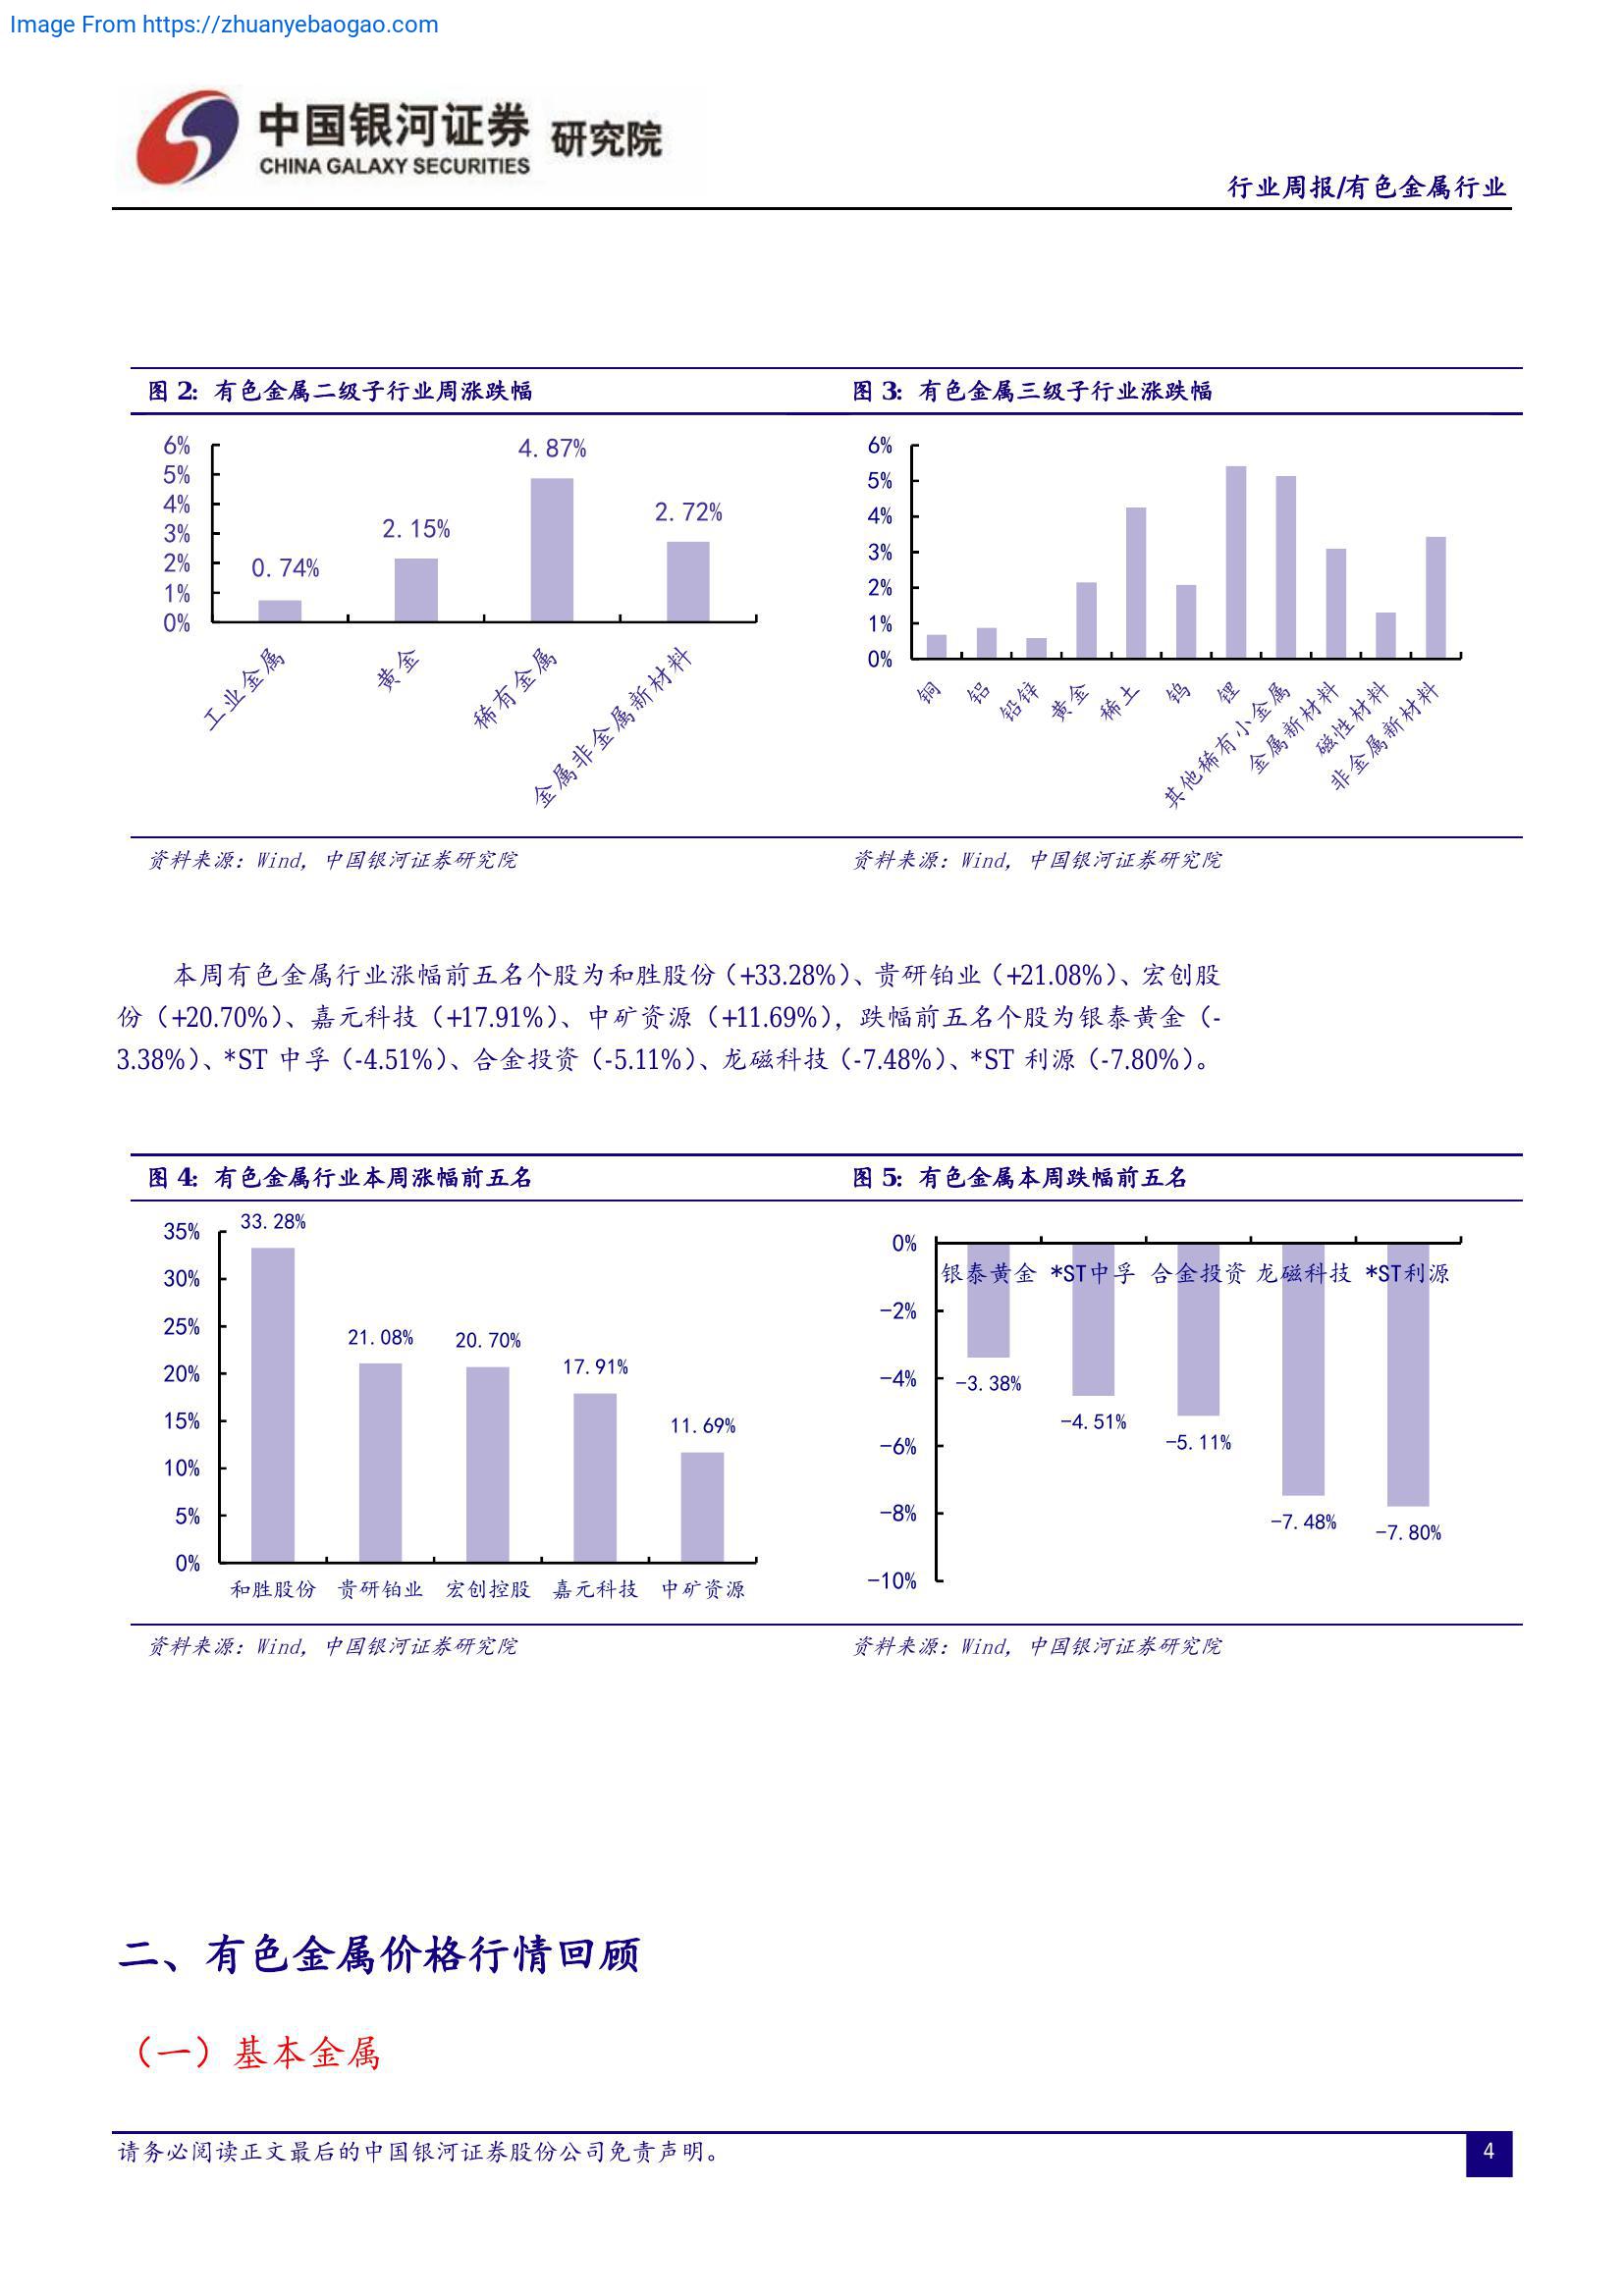 Image From https://zhuanyebaogao.com
中国银河证券 研究院
CHINA GALAXY SECURITIES
行业周报/有色金属行业
图 2: 有色金属二级子行业周涨跌幅
6%
5%
4%
3%
2%
1%
0%
0.74%
2.15%
4.87%
2.72%
工业金属
黄金
稀有金属
金属非金属新材料
资料来源：Wind, 中国银河证券研究院
图 3: 有色金属三级子行业涨跌幅
6%
5%
4%
3%
2%
1%
0%
铜
铝
铅锌
黄金
稀土
钨
锂
其他稀有小金属
金属新材料
磁性材料
非金属新材料
资料来源：Wind, 中国银河证券研究院
本周有色金属行业涨幅前五名个股为和胜股份（+33.28%）、贵研铂业（+21.08%）、宏创股
份（+20.70%）、嘉元科技（+17.91%）、中矿资源（+11.69%），跌幅前五名个股为银泰黄金（-
3.38%）、*ST 中孚（-4.51%）、合金投资（-5.11%）、龙磁科技（-7.48%）、*ST 利源（-7.80%）。
图 4: 有色金属行业本周涨幅前五名
35%
30%
25%
20%
15%
10%
5%
0%
33.28%
21.08%
20.70%
17.91%
11.69%
和胜股份 贵研铂业 宏创控股 嘉元科技 中矿资源
资料来源：Wind, 中国银河证券研究院
图 5: 有色金属本周跌幅前五名
0%
-2%
-4%
-6%
-8%
-10%
银泰黄金 *ST中孚 合金投资 龙磁科技 *ST利源
-3.38%
-4.51%
-5.11%
-7.48%
-7.80%
资料来源：Wind, 中国银河证券研究院
二、有色金属价格行情回顾
（一）基本金属
请务必阅读正文最后的中国银河证券股份公司免责声明。
4